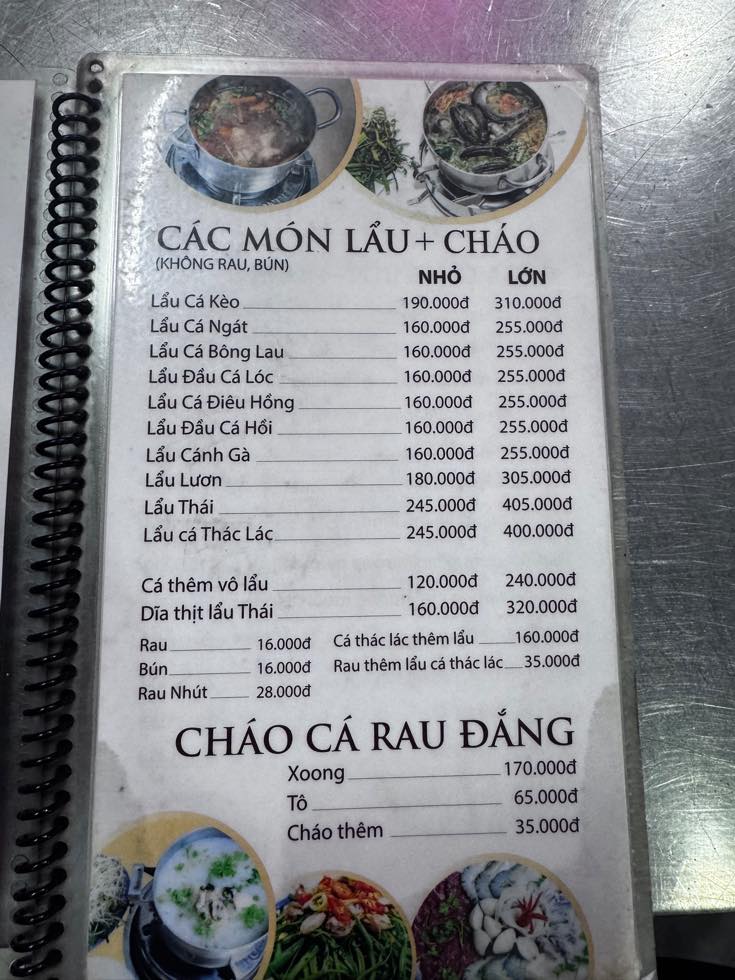 CÁC MÓN LẨU + CHÁO
(KHÔNG RAU, BÚN)
NHỎ LỚN
Lẩu Cá Kèo 190.000đ 310.000đ
Lẩu Cá Ngát 160.000đ 255.000đ
Lẩu Cá Bông Lau 160.000đ 255.000đ
Lẩu Đầu Cá Lóc 160.000đ 255.000đ
Lẩu Cá Điêu Hồng 160.000đ 255.000đ
Lẩu Đầu Cá Hồi 160.000đ 255.000đ
Lẩu Cánh Gà 160.000đ 255.000đ
Lẩu Lươn 180.000đ 305.000đ
Lẩu Thái 245.000đ 405.000đ
Lẩu cá Thác Lác 245.000đ 400.000đ
Cá thêm vô lẩu 120.000đ 240.000đ
Dĩa thịt lẩu Thái 160.000đ 320.000đ
Rau 16.000đ Cá thác lác thêm lẩu 160.000đ
Bún 16.000đ Rau thêm lẩu cá thác lác 35.000đ
Rau Nhút 28.000đ
CHÁO CÁ RAU ĐẮNG
Xoong 170.000đ
Tô 65.000đ
Cháo thêm 35.000đ